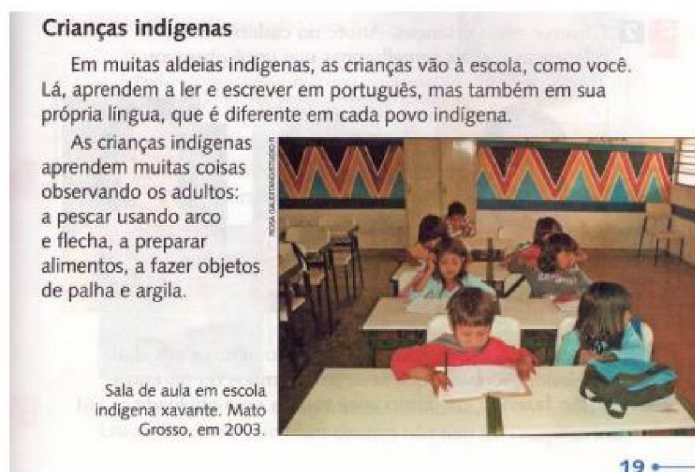 Crianças indígenas
Em muitas aldeias indígenas, as crianças vão à escola, como você.
Lá, aprendem a ler e escrever em português, mas também em sua
própria língua, que é diferente em cada povo indígena.
As crianças indígenas
aprendem muitas coisas
observando os adultos:
a pescar usando arco
e flecha, a preparar
alimentos, a fazer objetos
de palha e argila.
Sala de aula em escola
indígena xavante. Mato
Grosso, em 2003.
19